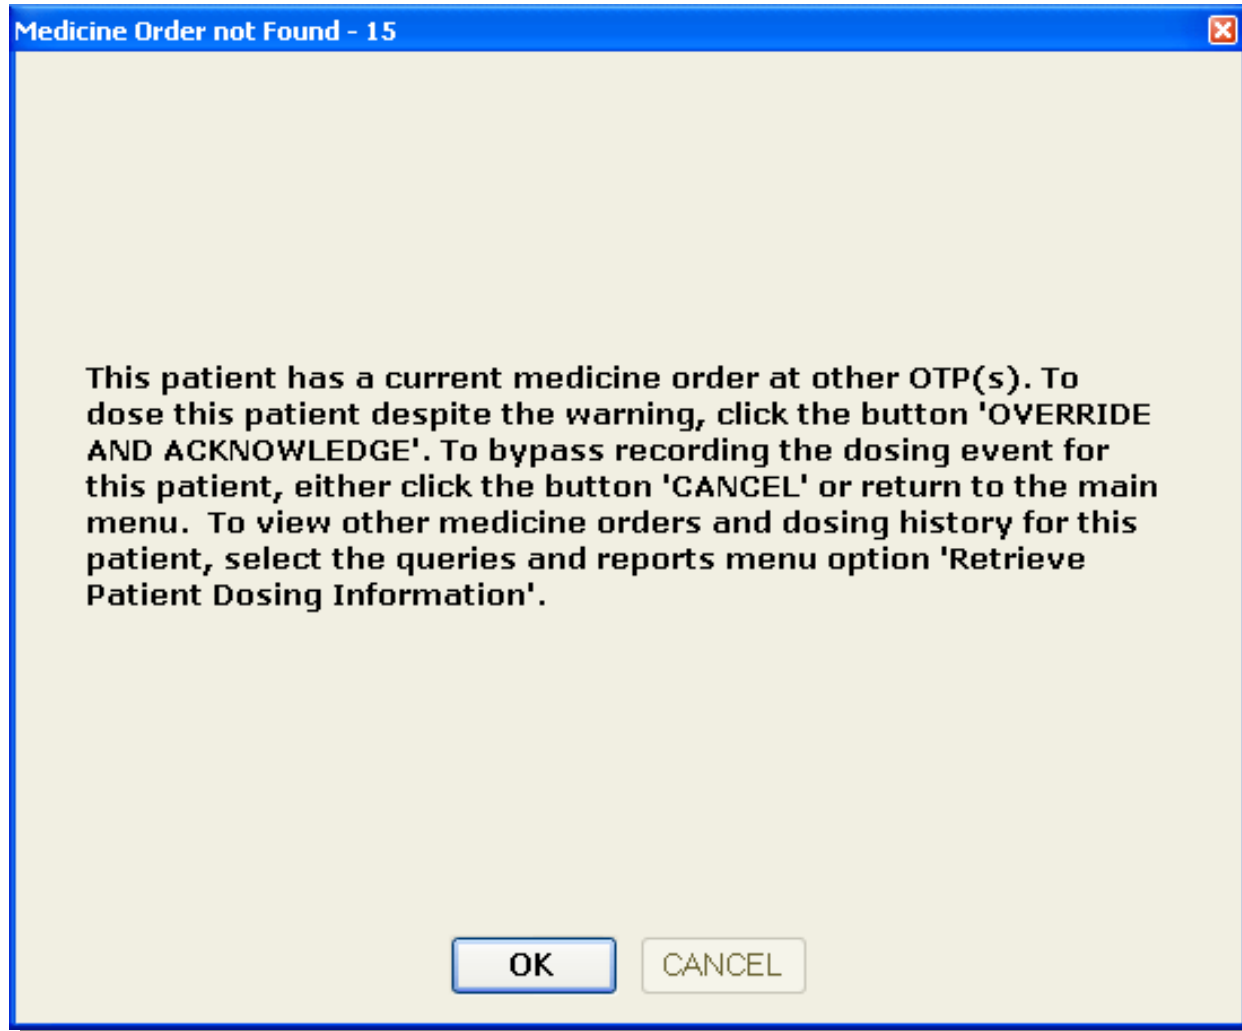 Medicine Order not Found - 15
This patient has a current medicine order at other OTP(s). To
dose this patient despite the warning, click the button 'OVERRIDE
AND ACKNOWLEDGE'. To bypass recording the dosing event for
this patient, either click the button 'CANCEL' or return to the main
menu.  To view other medicine orders and dosing history for this
patient, select the queries and reports menu option 'Retrieve
Patient Dosing Information'.
OK
CANCEL